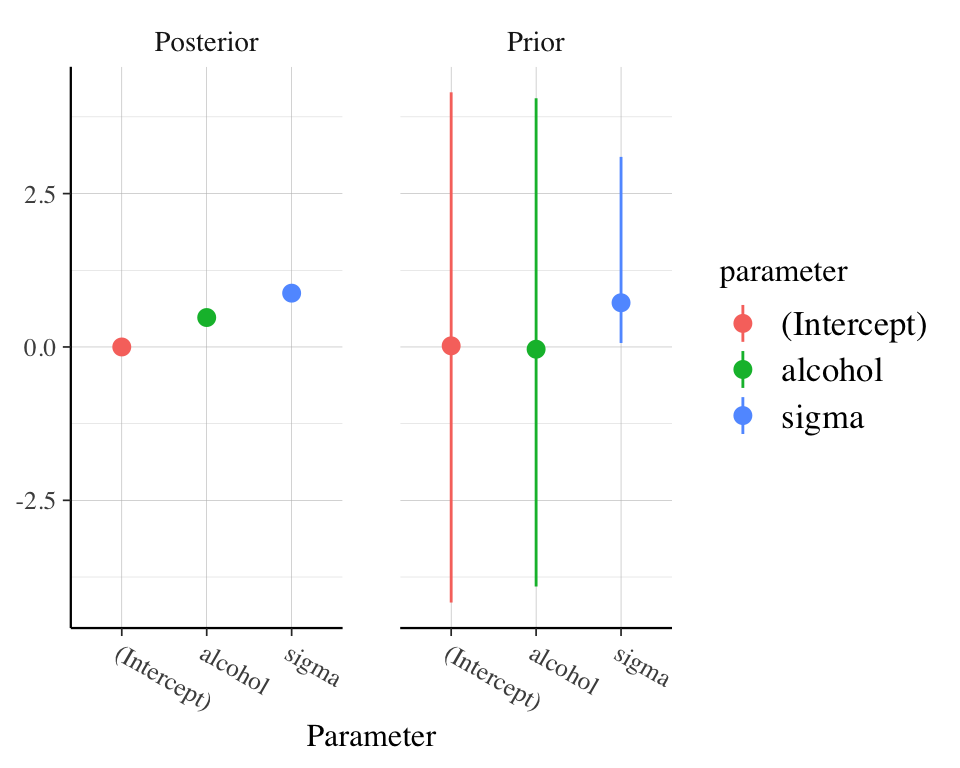 Posterior
Prior
2.5
0.0
-2.5
(Intercept)
alcohol
sigma
(Intercept)
alcohol
sigma
Parameter
parameter
(Intercept)
alcohol
sigma